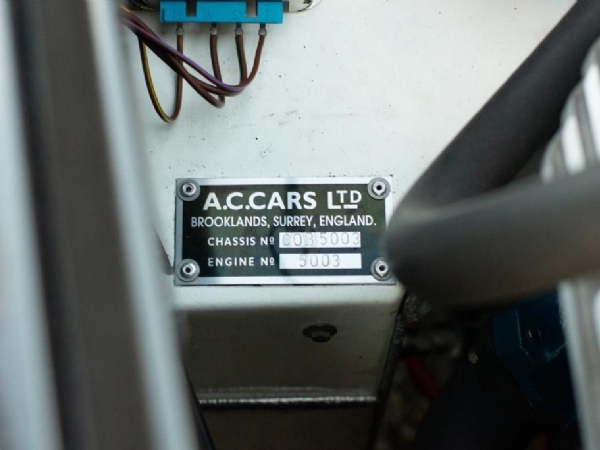 A.C.CARS LTD
BROOKLANDS, SURREY, ENGLAND.
CHASSIS Nº COB5003
ENGINE Nº 5003